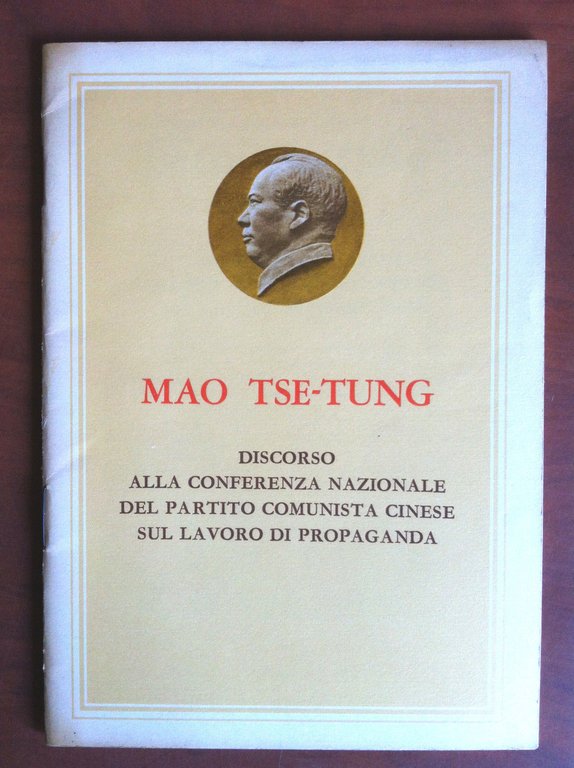 MAO TSE-TUNG
DISCORSO
ALLA CONFERENZA NAZIONALE
DEL PARTITO COMUNISTA CINESE
SUL LAVORO DI PROPAGANDA